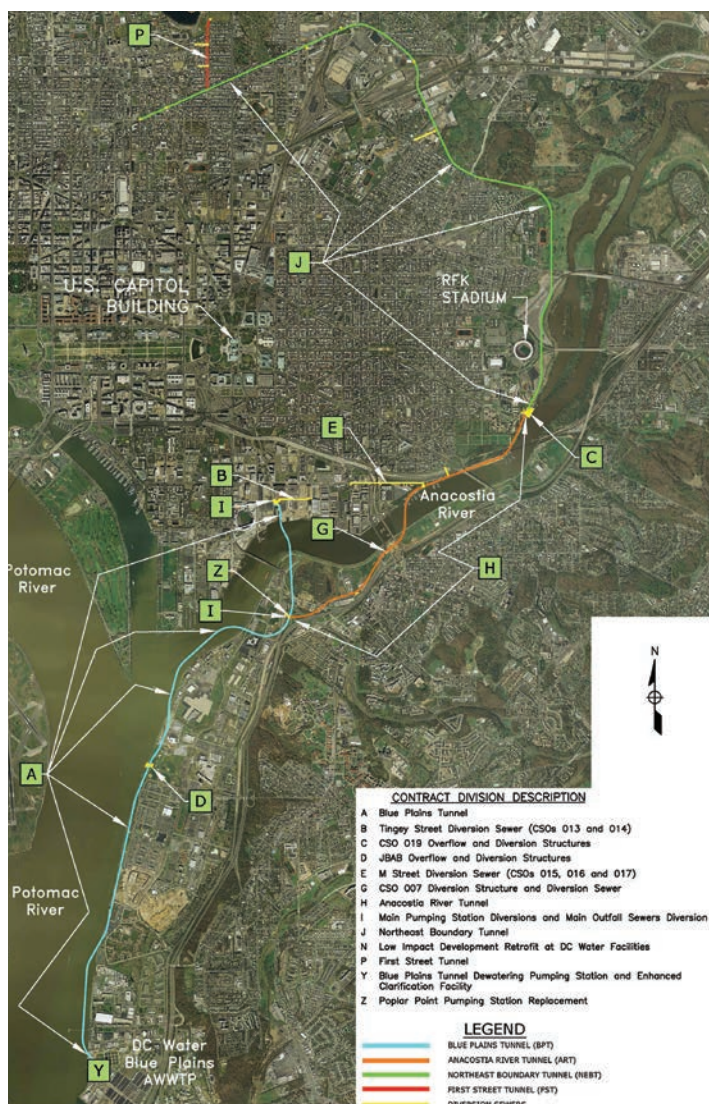 P
J
U.S. CAPITOL
BUILDING
RFK
STADIUM
E
C
B
I
Anacostia
River
G
H
Potomac
River
Z
I
N
A
D
Potomac
River
DC Water
Blue Plains
AWWTP
Y
CONTRACT DIVISION DESCRIPTION
A Blue Plains Tunnel
B Tingey Street Diversion Sewer (CSOs 013 and 014)
C CSO 019 Overflow and Diversion Structures
D JBAB Overflow and Diversion Structures
E M Street Diversion Sewer (CSOs 015, 016 and 017)
G CSO 007 Diversion Structure and Diversion Sewer
H Anacostia River Tunnel
I Main Pumping Station Diversions and Main Outfall Sewers Diversion
J Northeast Boundary Tunnel
N Low Impact Development Retrofit at DC Water Facilities
P First Street Tunnel
Y Blue Plains Tunnel Dewatering Pumping Station and Enhanced
Clarification Facility
Z Poplar Point Pumping Station Replacement
LEGEND
BLUE PLAINS TUNNEL (BPT)
ANACOSTIA RIVER TUNNEL (ART)
NORTHEAST BOUNDARY TUNNEL (NEBT)
FIRST STREET TUNNEL (FST)
DIVERSION SEWERS